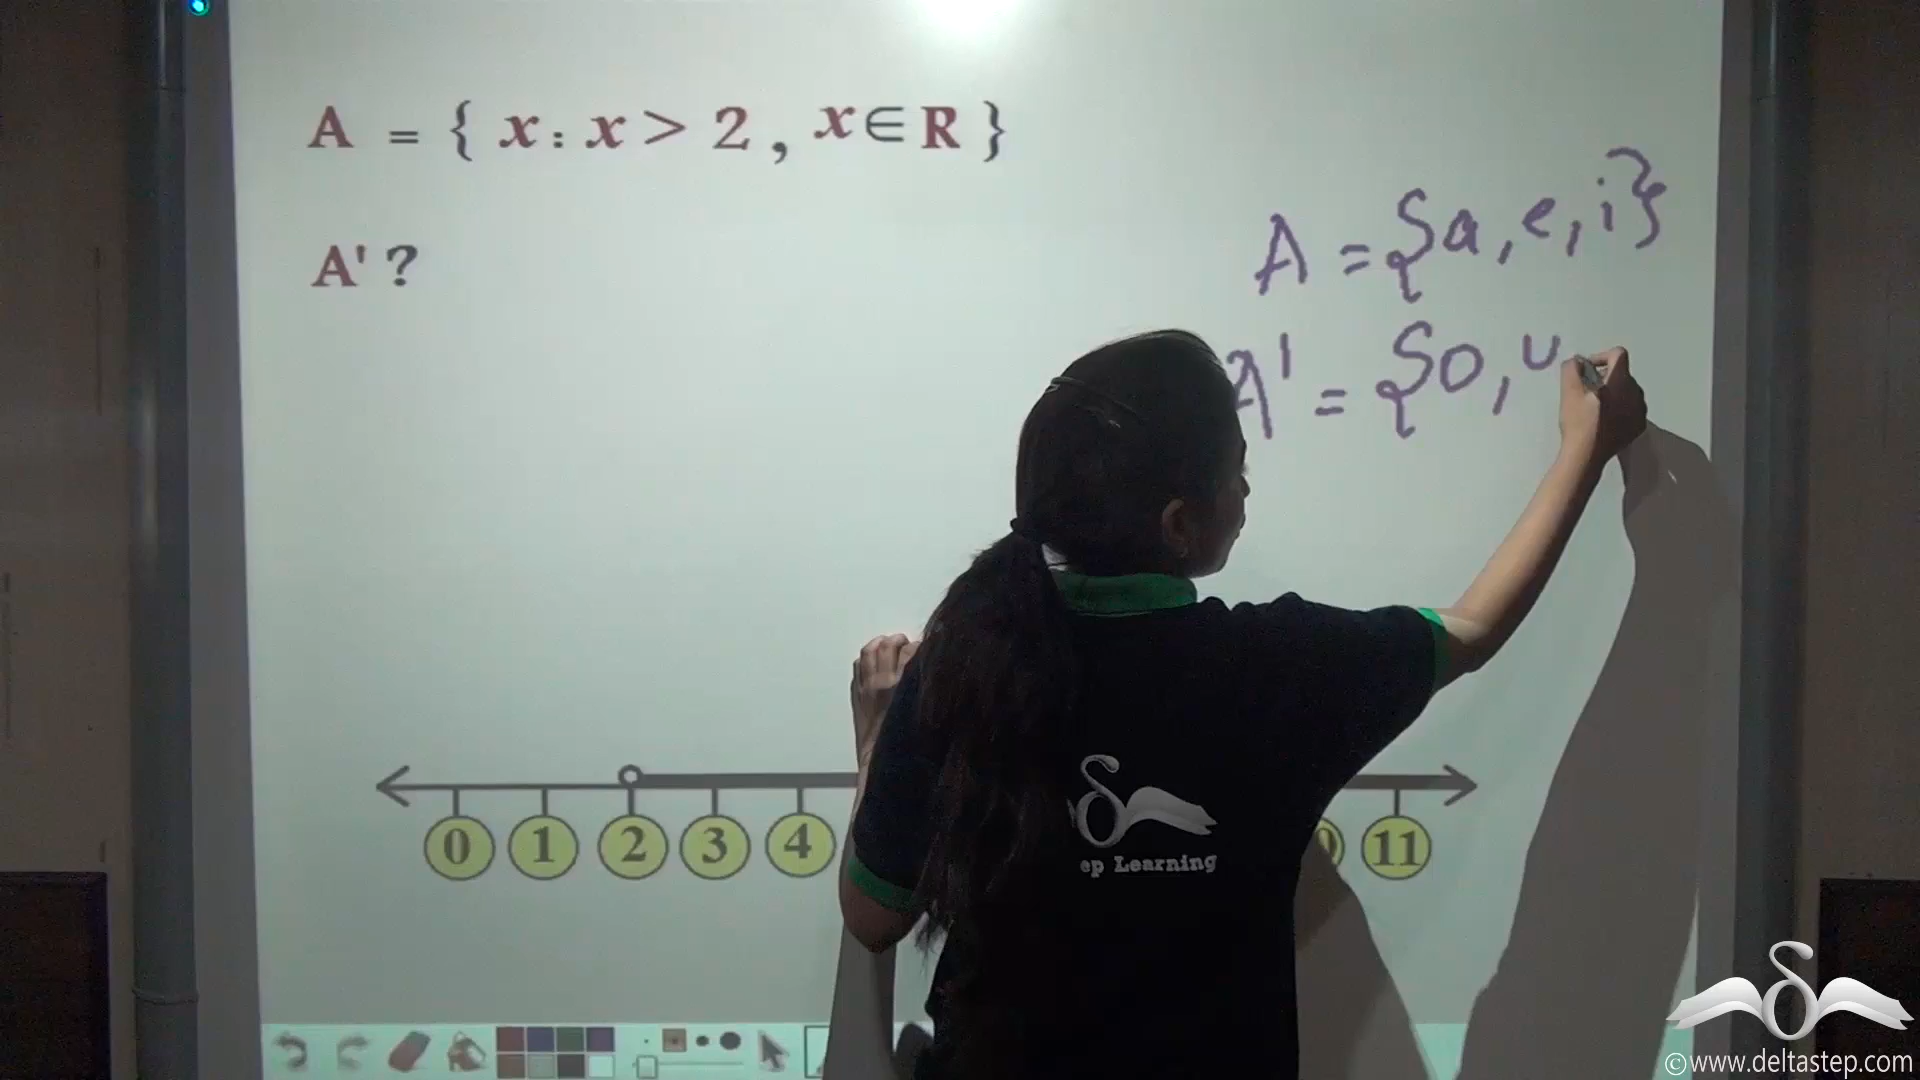 A = { x : x > 2 , x ∈ R }
A' ?
A = {a, e, i}
A' = {o, u
0 1 2 3 4 11
ep Learning
©www.deltastep.com